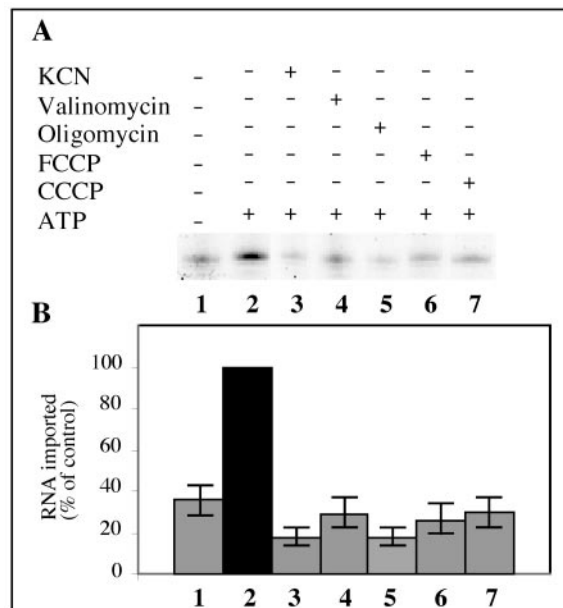 A
KCN – – + – – – –
Valinomycin – – – + – – –
Oligomycin – – – – + – –
FCCP – – – – – + –
CCCP – – – – – – +
ATP – + + + + + +
1 2 3 4 5 6 7
B
RNA imported
(% of control)
100
80
60
40
20
0
1 2 3 4 5 6 7